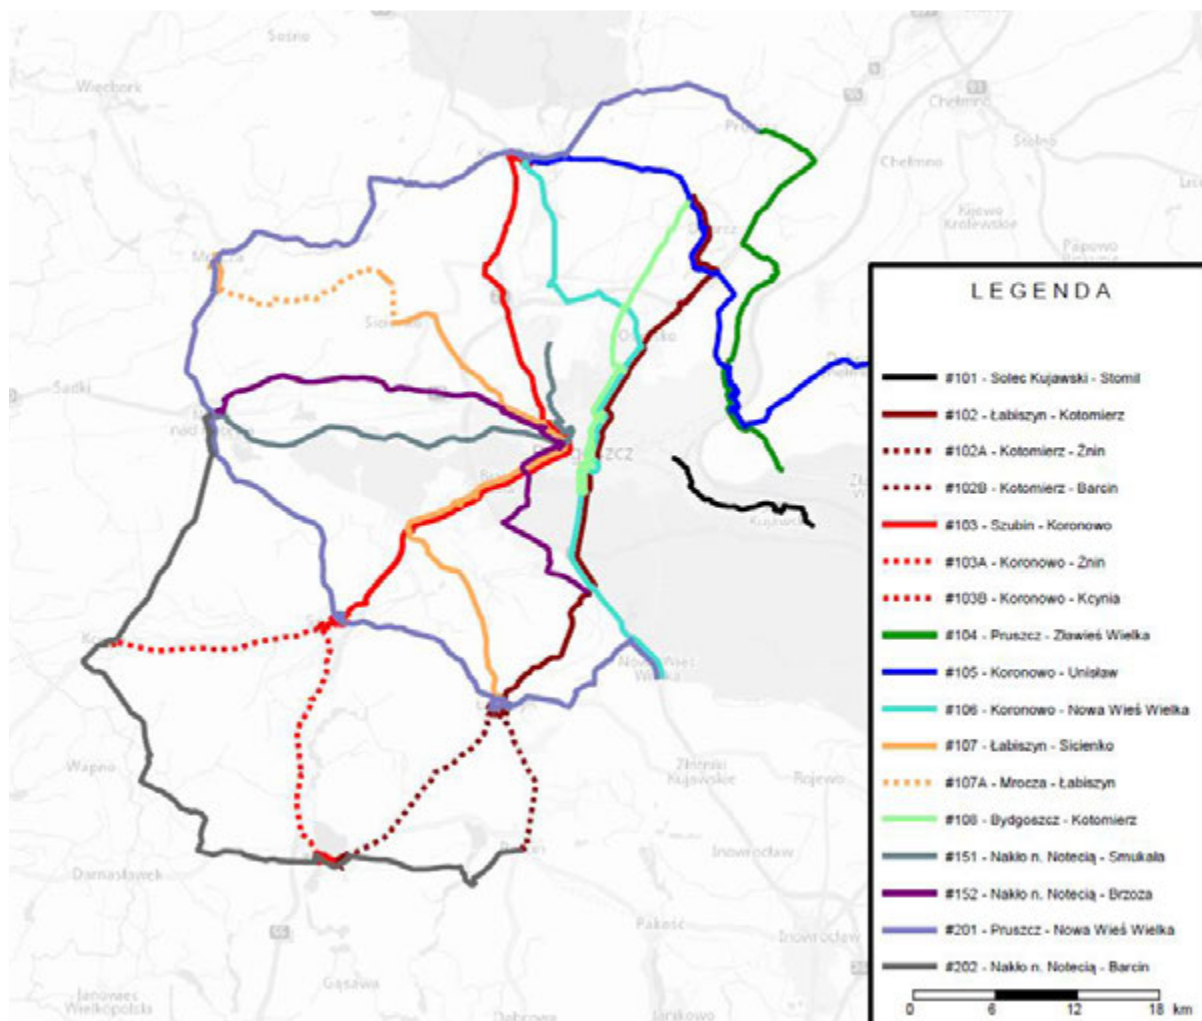 Sośno
Więcbork
Chełmno
Stolno
Chełmno
Kijewo
Królewskie
Papowo
Mrocza
Sadki
LEGENDA
#101 - Solec Kujawski - Stomil
#102 - Łabiszyn - Kotomierz
#102A - Kotomierz - Żnin
#102B - Kotomierz - Barcin
#103 - Szubin - Koronowo
#103A - Koronowo - Żnin
#103B - Koronowo - Kcynia
#104 - Pruszcz - Zławieś Wielka
#105 - Koronowo - Unisław
#106 - Koronowo - Nowa Wieś Wielka
#107 - Łabiszyn - Sicienko
#107A - Mrocza - Łabiszyn
#108 - Bydgoszcz - Kotomierz
#151 - Nakło n. Notecią - Smukała
#152 - Nakło n. Notecią - Brzoza
#201 - Pruszcz - Nowa Wieś Wielka
#202 - Nakło n. Notecią - Barcin
0 6 12 18 km
Wapno
Złotniki
Kujawskie
Rojewo
Inowrocław
Damasławek
Pakość
Inowrocław
Gąsawa
Janowiec
Wielkopolski
Dąbrowa
Janikowo